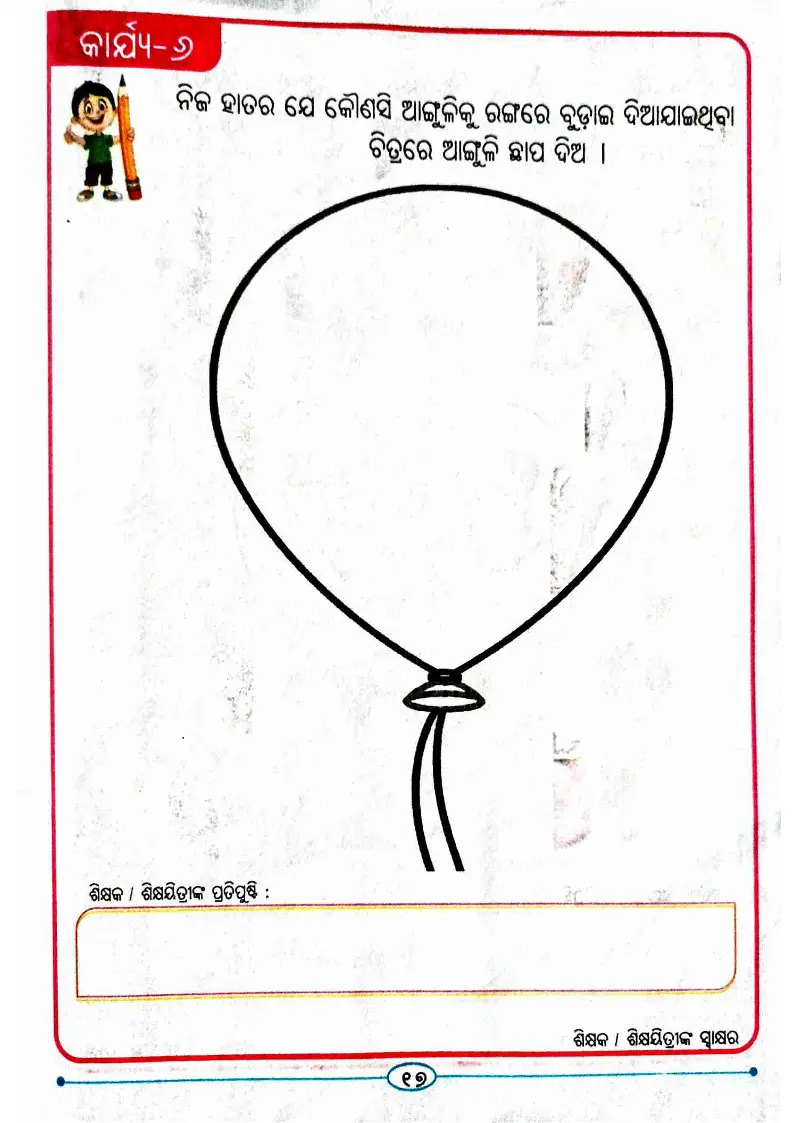 କାର୍ଯ୍ୟ-୬
ନିଜ ହାତର ଯେ କୌଣସି ଆଙ୍ଗୁଳିକୁ ରଙ୍ଗରେ ବୁଡ଼ାଇ ଦିଆଯାଇଥିବା
ଚିତ୍ରରେ ଆଙ୍ଗୁଳି ଛାପ ଦିଅ ।
ଶିକ୍ଷକ / ଶିକ୍ଷୟିତ୍ରୀଙ୍କ ପ୍ରତିପୁଷ୍ଟି :
ଶିକ୍ଷକ / ଶିକ୍ଷୟିତ୍ରୀଙ୍କ ସ୍ୱାକ୍ଷର
୧୭